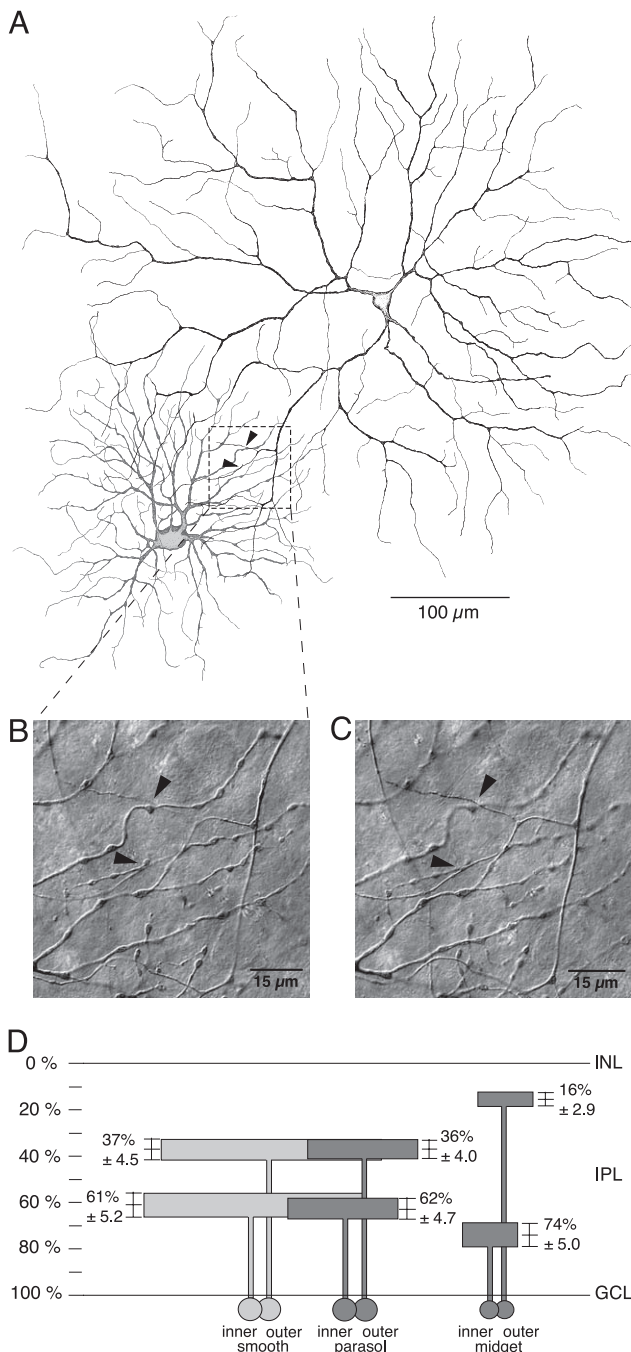 A
100 µm
B
C
15 µm
15 µm
D
0 %
INL
20 %
16%
± 2.9
37%
± 4.5
36%
± 4.0
40 %
IPL
61%
± 5.2
62%
± 4.7
60 %
74%
± 5.0
80 %
100 %
GCL
inner outer
smooth
inner outer
parasol
inner outer
midget